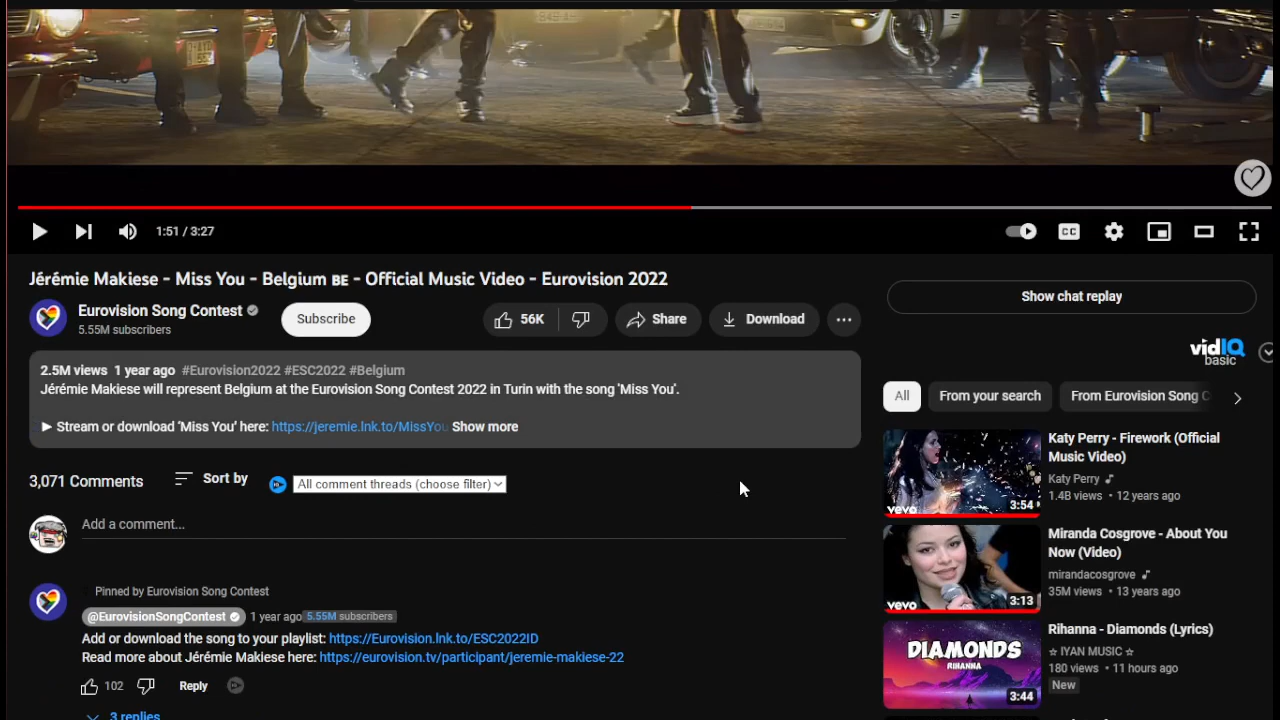 1:51 / 3:27
CC
Jérémie Makiese - Miss You - Belgium 🇧🇪 - Official Music Video - Eurovision 2022
Eurovision Song Contest
5.55M subscribers
Subscribe
56K
Share
Download
2.5M views 1 year ago #Eurovision2022 #ESC2022 #Belgium
Jérémie Makiese will represent Belgium at the Eurovision Song Contest 2022 in Turin with the song 'Miss You'.
► Stream or download 'Miss You' here: https://jeremie.lnk.to/MissYou Show more
3,071 Comments
Sort by
All comment threads (choose filter)
Add a comment...
Pinned by Eurovision Song Contest
@EurovisionSongContest 1 year ago 5.55M subscribers
Add or download the song to your playlist: https://Eurovision.lnk.to/ESC2022ID
Read more about Jérémie Makiese here: https://eurovision.tv/participant/jeremie-makiese-22
102
Reply
3 replies
Show chat replay
vidIQ
basic
All
From your search
From Eurovision Song C
vevo
3:54
Katy Perry - Firework (Official
Music Video)
Katy Perry
1.4B views • 12 years ago
vevo
3:13
Miranda Cosgrove - About You
Now (Video)
mirandacosgrove
35M views • 13 years ago
DIAMONDS
RIHANNA
3:44
Rihanna - Diamonds (Lyrics)
☆ IYAN MUSIC ☆
180 views • 11 hours ago
New